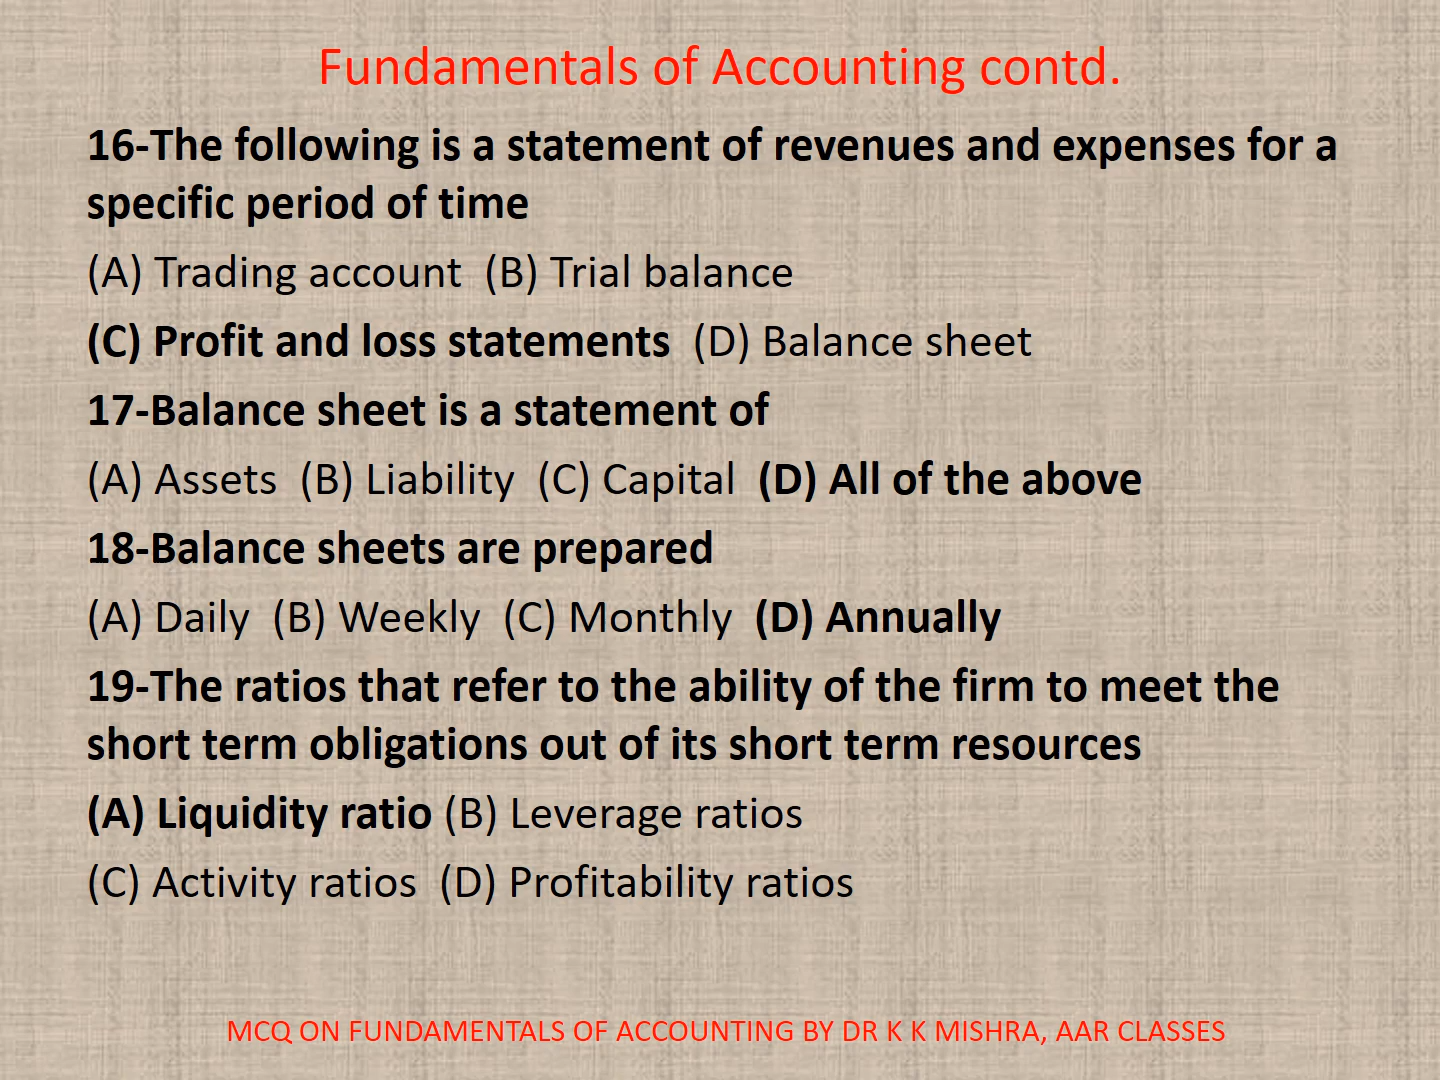 Fundamentals of Accounting contd.
16-The following is a statement of revenues and expenses for a
specific period of time
(A) Trading account  (B) Trial balance
(C) Profit and loss statements  (D) Balance sheet
17-Balance sheet is a statement of
(A) Assets  (B) Liability  (C) Capital  (D) All of the above
18-Balance sheets are prepared
(A) Daily  (B) Weekly  (C) Monthly  (D) Annually
19-The ratios that refer to the ability of the firm to meet the
short term obligations out of its short term resources
(A) Liquidity ratio (B) Leverage ratios
(C) Activity ratios  (D) Profitability ratios
MCQ ON FUNDAMENTALS OF ACCOUNTING BY DR K K MISHRA, AAR CLASSES